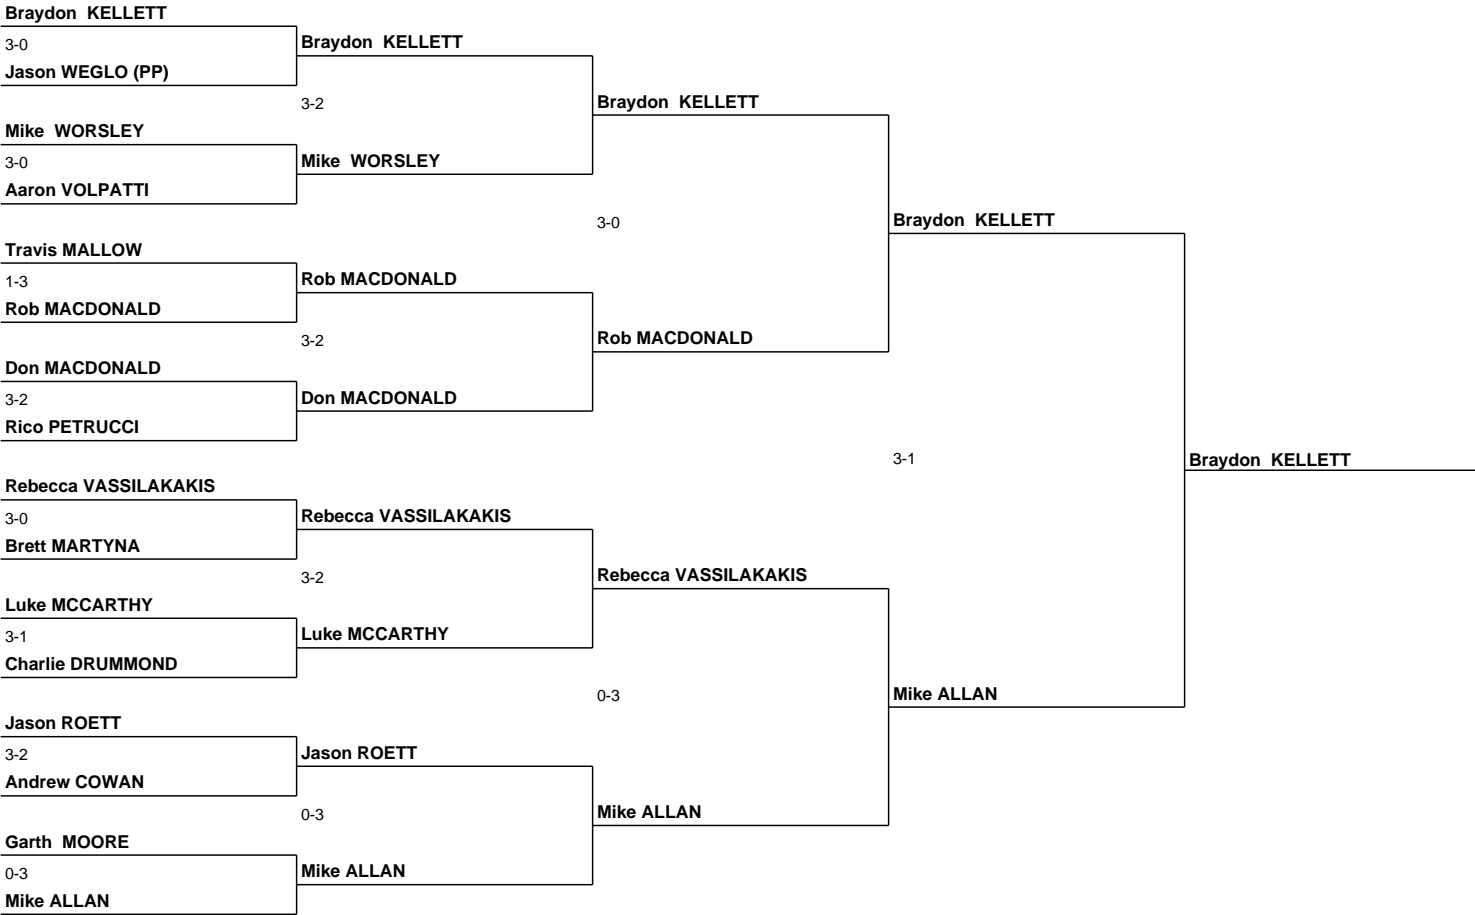 Braydon  KELLETT
3-0
Jason WEGLO (PP)
Mike  WORSLEY
3-0
Aaron VOLPATTI
Travis MALLOW
1-3
Rob MACDONALD
Don MACDONALD
3-2
Rico PETRUCCI
Rebecca VASSILAKAKIS
3-0
Brett MARTYNA
Luke MCCARTHY
3-1
Charlie DRUMMOND
Jason ROETT
3-2
Andrew COWAN
Garth  MOORE
0-3
Mike ALLAN
Braydon  KELLETT
3-2
Mike  WORSLEY
Rob MACDONALD
3-2
Don MACDONALD
Rebecca VASSILAKAKIS
3-2
Luke MCCARTHY
Jason ROETT
0-3
Mike ALLAN
Braydon  KELLETT
3-0
Rob MACDONALD
Rebecca VASSILAKAKIS
0-3
Mike ALLAN
Braydon  KELLETT
3-1
Mike ALLAN
Braydon  KELLETT